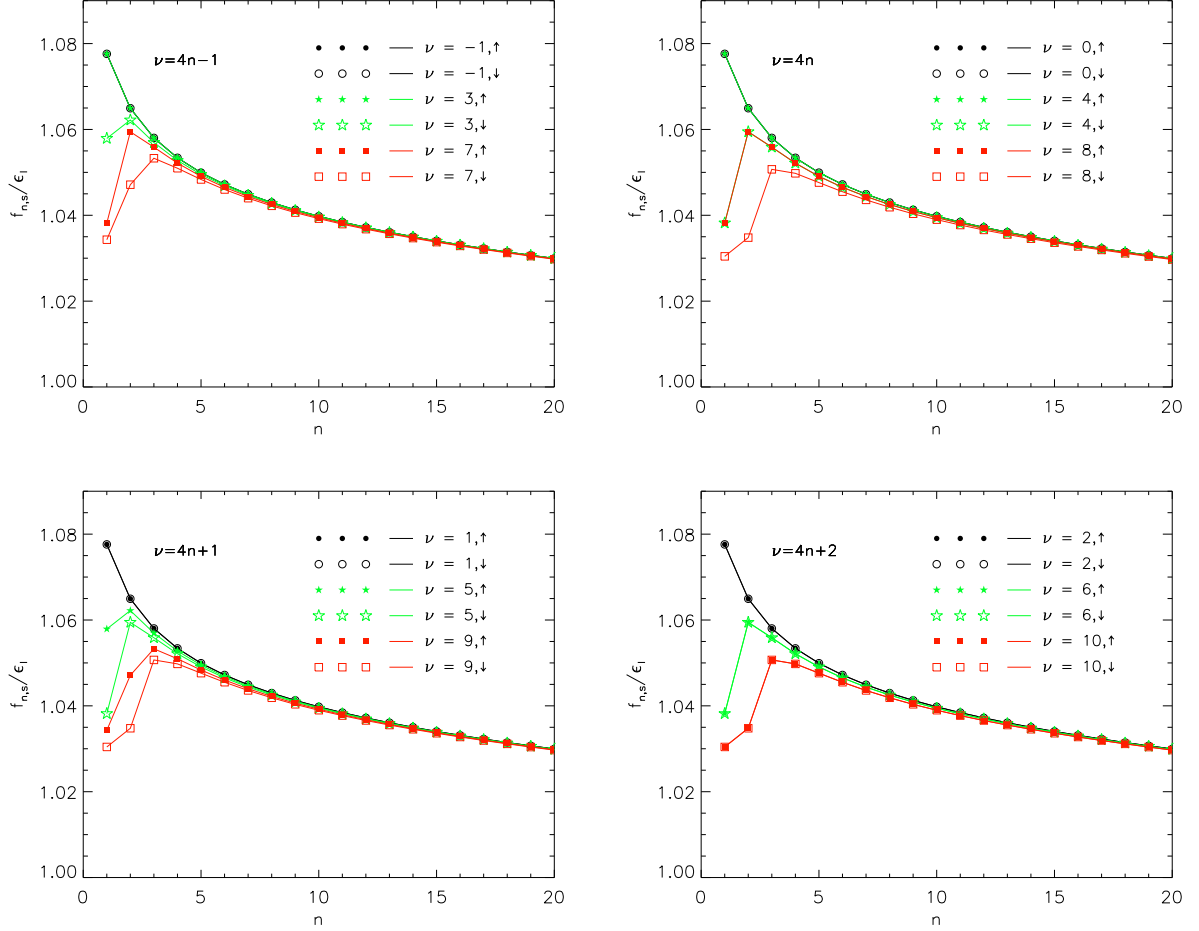 1.08
1.06
1.04
1.02
1.00
f_{n,s}/ϵ_l
ν=4n−1
ν = −1,↑
ν = −1,↓
ν = 3,↑
ν = 3,↓
ν = 7,↑
ν = 7,↓
0 5 10 15 20
n
1.08
1.06
1.04
1.02
1.00
f_{n,s}/ϵ_l
ν=4n
ν = 0,↑
ν = 0,↓
ν = 4,↑
ν = 4,↓
ν = 8,↑
ν = 8,↓
0 5 10 15 20
n
1.08
1.06
1.04
1.02
1.00
f_{n,s}/ϵ_l
ν=4n+1
ν = 1,↑
ν = 1,↓
ν = 5,↑
ν = 5,↓
ν = 9,↑
ν = 9,↓
0 5 10 15 20
n
1.08
1.06
1.04
1.02
1.00
f_{n,s}/ϵ_l
ν=4n+2
ν = 2,↑
ν = 2,↓
ν = 6,↑
ν = 6,↓
ν = 10,↑
ν = 10,↓
0 5 10 15 20
n